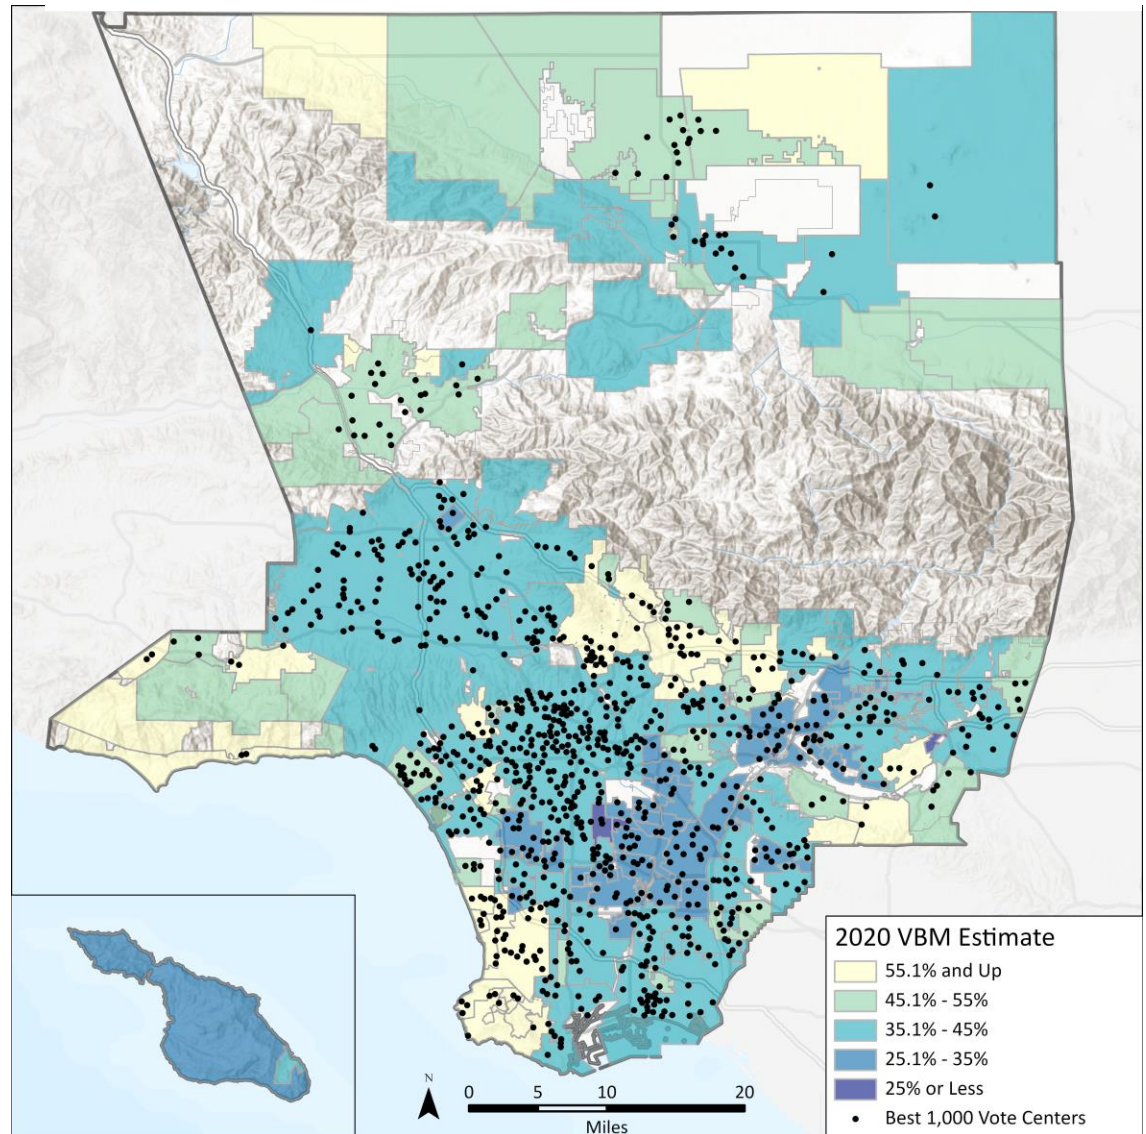 2020 VBM Estimate
55.1% and Up
45.1% - 55%
35.1% - 45%
25.1% - 35%
25% or Less
Best 1,000 Vote Centers
N
0 5 10 20
Miles